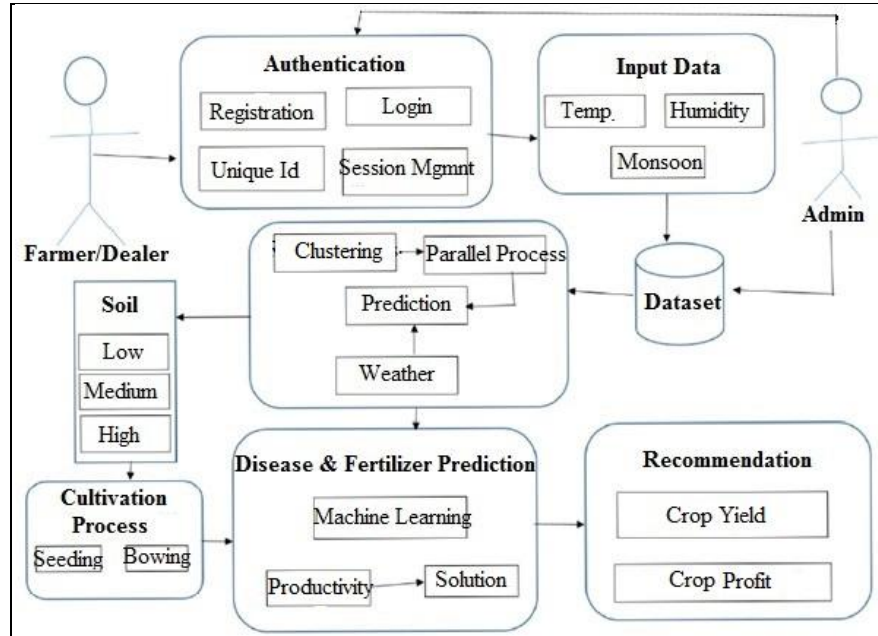 Authentication
Registration
Login
Unique Id
Session Mgmnt
Input Data
Temp.
Humidity
Monsoon
Farmer/Dealer
Admin
Clustering
Parallel Process
Prediction
Weather
Dataset
Soil
Low
Medium
High
Cultivation
Process
Seeding
Bowing
Disease & Fertilizer Prediction
Machine Learning
Productivity
Solution
Recommendation
Crop Yield
Crop Profit